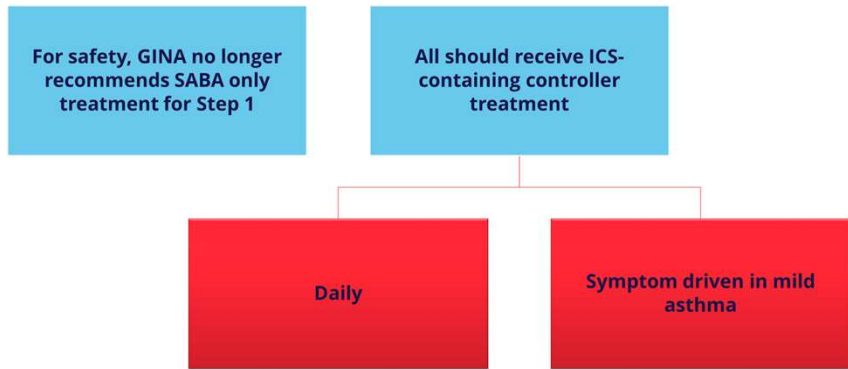 For safety, GINA no longer
recommends SABA only
treatment for Step 1
All should receive ICS-
containing controller
treatment
Daily
Symptom driven in mild
asthma